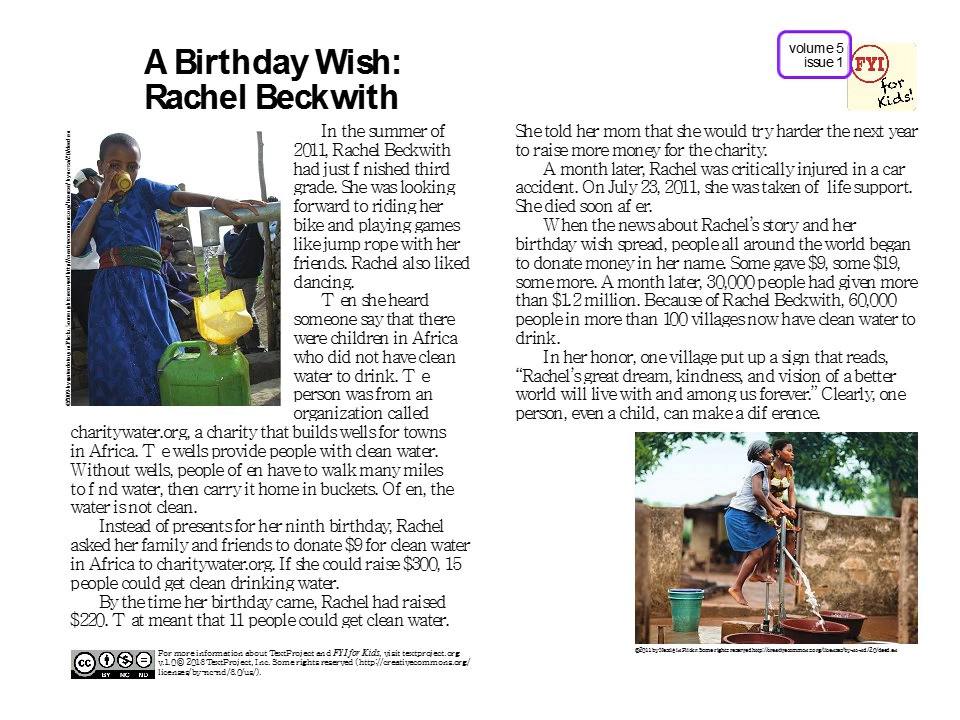 A Birthday Wish:
Rachel Beckwith
volume 5
issue 1
FYI
for
Kids!
In the summer of
2011, Rachel Beckwith
had just f nished third
grade. She was looking
forward to riding her
bike and playing games
like jump rope with her
friends. Rachel also liked
dancing.
T en she heard
someone say that there
were children in Africa
who did not have clean
water to drink. T e
person was from an
organization called
charitywater.org, a charity that builds wells for towns
in Africa. T e wells provide people with clean water.
Without wells, people of en have to walk many miles
to f nd water, then carry it home in buckets. Of en, the
water is not clean.
Instead of presents for her ninth birthday, Rachel
asked her family and friends to donate $9 for clean water
in Africa to charitywater.org. If she could raise $300, 15
people could get clean drinking water.
By the time her birthday came, Rachel had raised
$220. T at meant that 11 people could get clean water.
She told her mom that she would try harder the next year
to raise more money for the charity.
A month later, Rachel was critically injured in a car
accident. On July 23, 2011, she was taken of  life support.
She died soon af er.
When the news about Rachel's story and her
birthday wish spread, people all around the world began
to donate money in her name. Some gave $9, some $19,
some more. A month later, 30,000 people had given more
than $1.2 million. Because of Rachel Beckwith, 60,000
people in more than 100 villages now have clean water to
drink.
In her honor, one village put up a sign that reads,
“Rachel's great dream, kindness, and vision of a better
world will live with and among us forever.” Clearly, one
person, even a child, can make a dif erence.
©2011 by in Flickr. Some rights reserved
cc BY NC ND
For more information about TextProject and FYI for Kids, visit textproject.org
v.1.0 © 2018 TextProject, Inc. Some rights reserved (http://creativecommons.org/
licenses/by-nc-nd/3.0/us/).